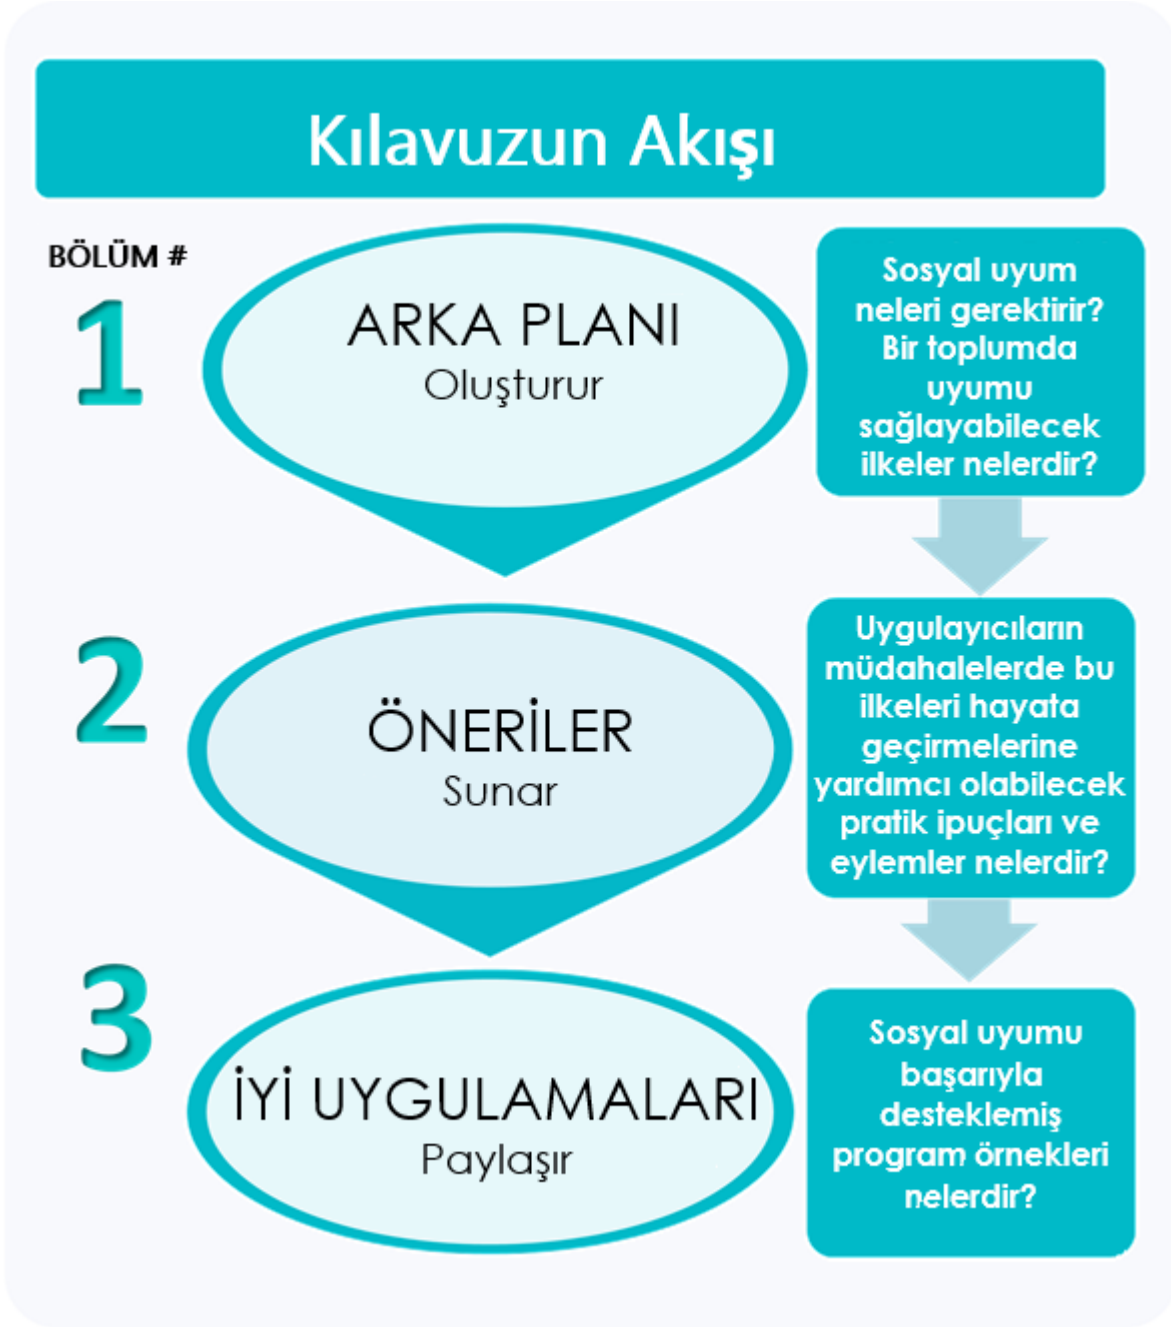 Kılavuzun Akışı
BÖLÜM #
1
ARKA PLANI
Oluşturur
Sosyal uyum
neleri gerektirir?
Bir toplumda
uyumu
sağlayabilecek
ilkeler nelerdir?
2
ÖNERİLER
Sunar
Uygulayıcıların
müdahalelerde bu
ilkeleri hayata
geçirmelerine
yardımcı olabilecek
pratik ipuçları ve
eylemler nelerdir?
3
İYİ UYGULAMALARI
Paylaşır
Sosyal uyumu
başarıyla
desteklemiş
program örnekleri
nelerdir?